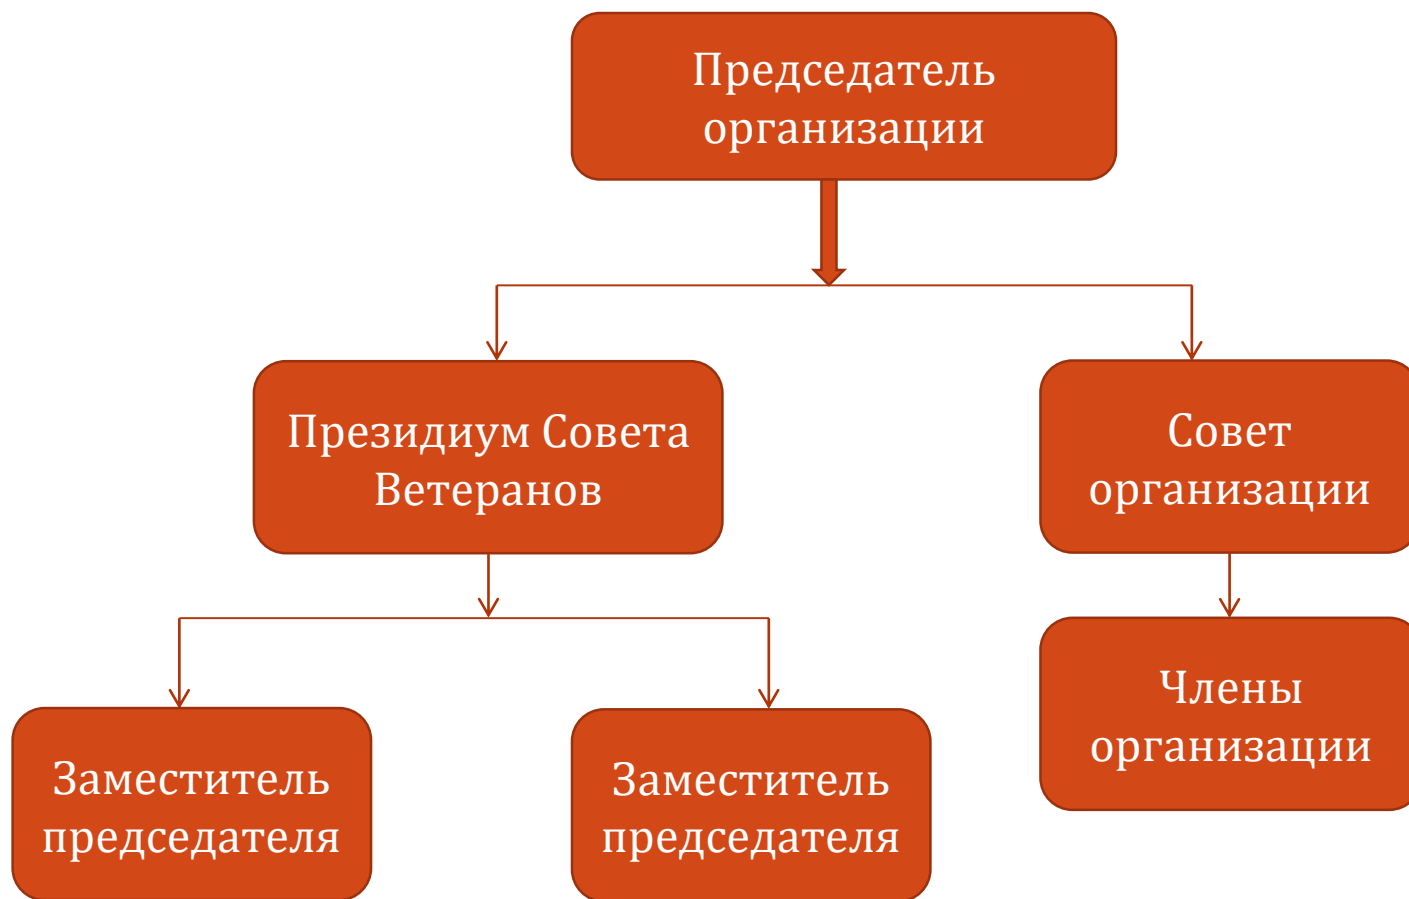 Председатель
организации
Президиум Совета
Ветеранов
Совет
организации
Заместитель
председателя
Заместитель
председателя
Члены
организации